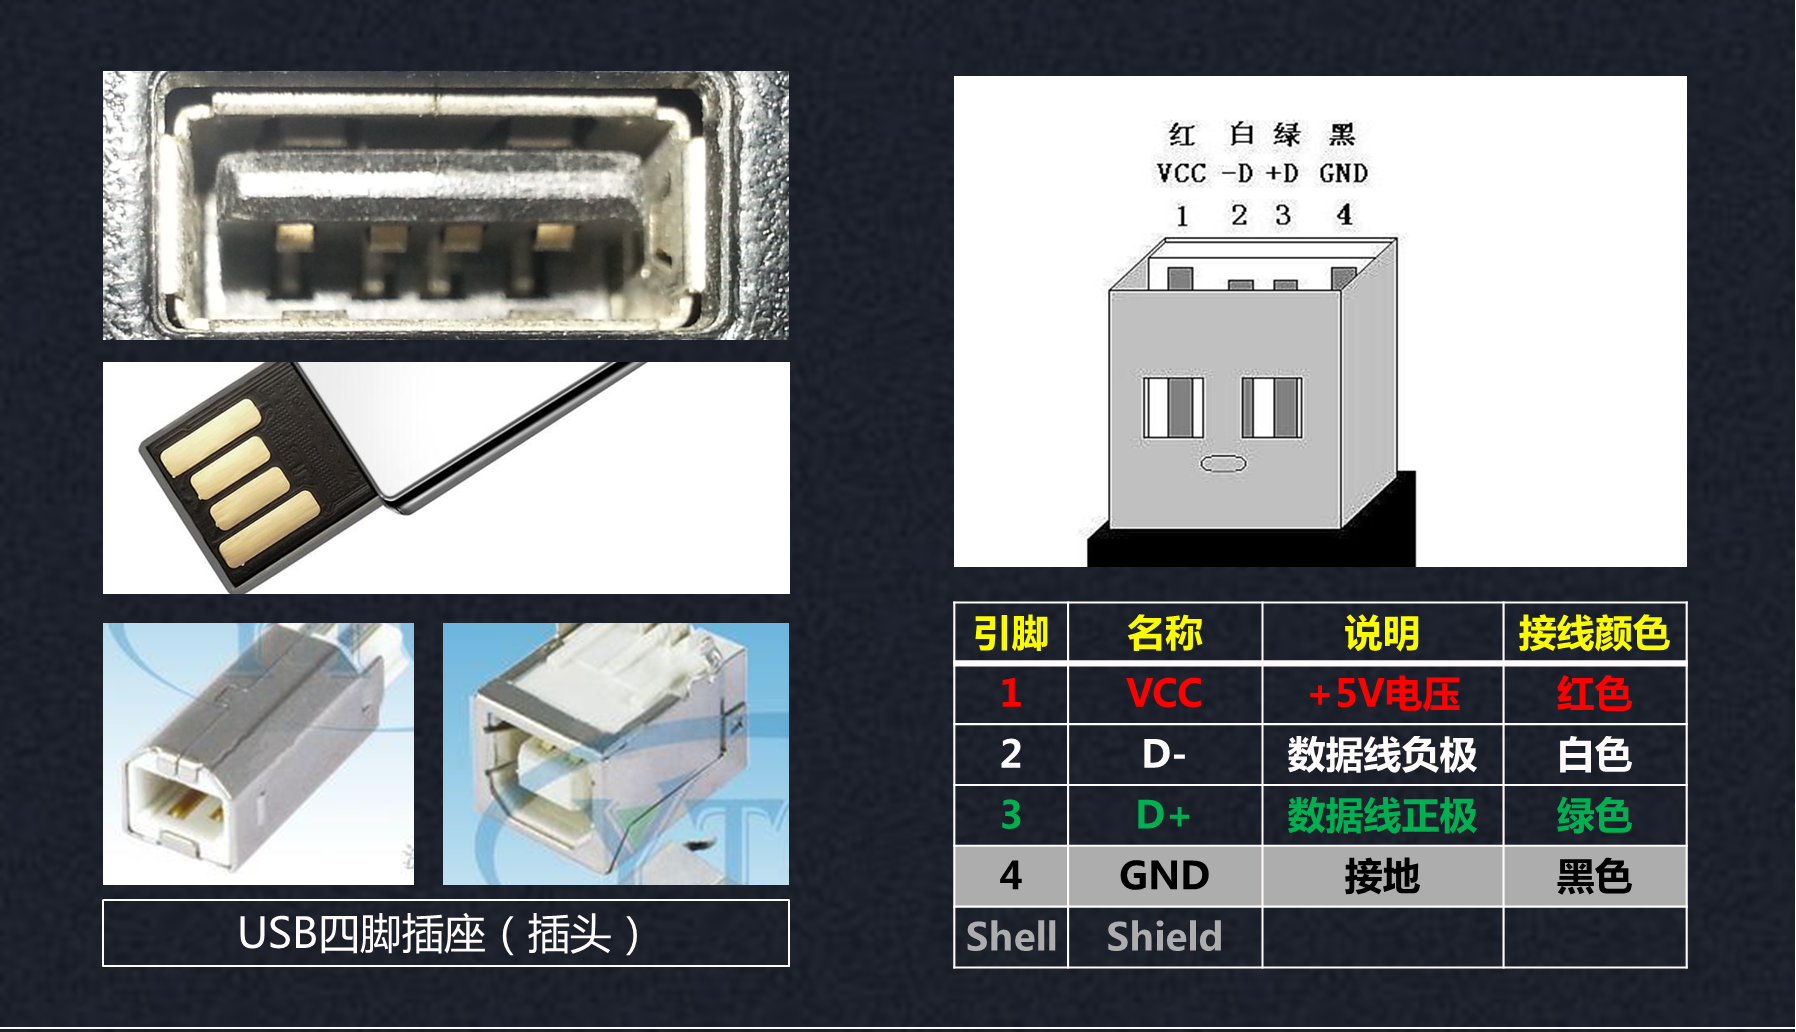 红 白 绿 黑
VCC -D +D GND
1 2 3 4
引脚 名称 说明 接线颜色
1 VCC +5V电压 红色
2 D- 数据线负极 白色
3 D+ 数据线正极 绿色
4 GND 接地 黑色
Shell Shield
USB四脚插座（插头）